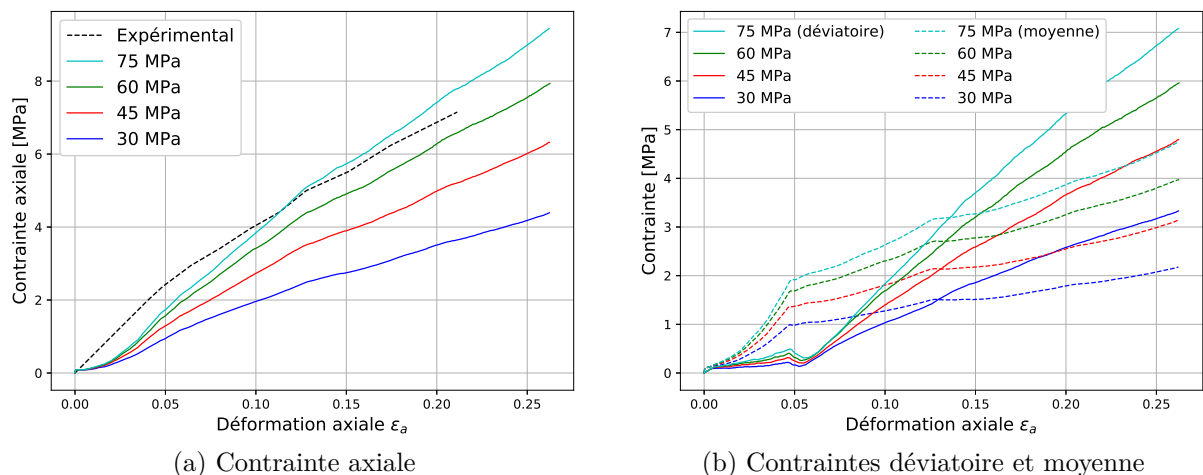 Expérimental
75 MPa
60 MPa
45 MPa
30 MPa
Contrainte axiale [MPa]
8
6
4
2
0
0.00 0.05 0.10 0.15 0.20 0.25
Déformation axiale εa
(a) Contrainte axiale
75 MPa (déviatoire) 75 MPa (moyenne)
60 MPa 60 MPa
45 MPa 45 MPa
30 MPa 30 MPa
Contrainte [MPa]
7
6
5
4
3
2
1
0
0.00 0.05 0.10 0.15 0.20 0.25
Déformation axiale εa
(b) Contraintes déviatoire et moyenne